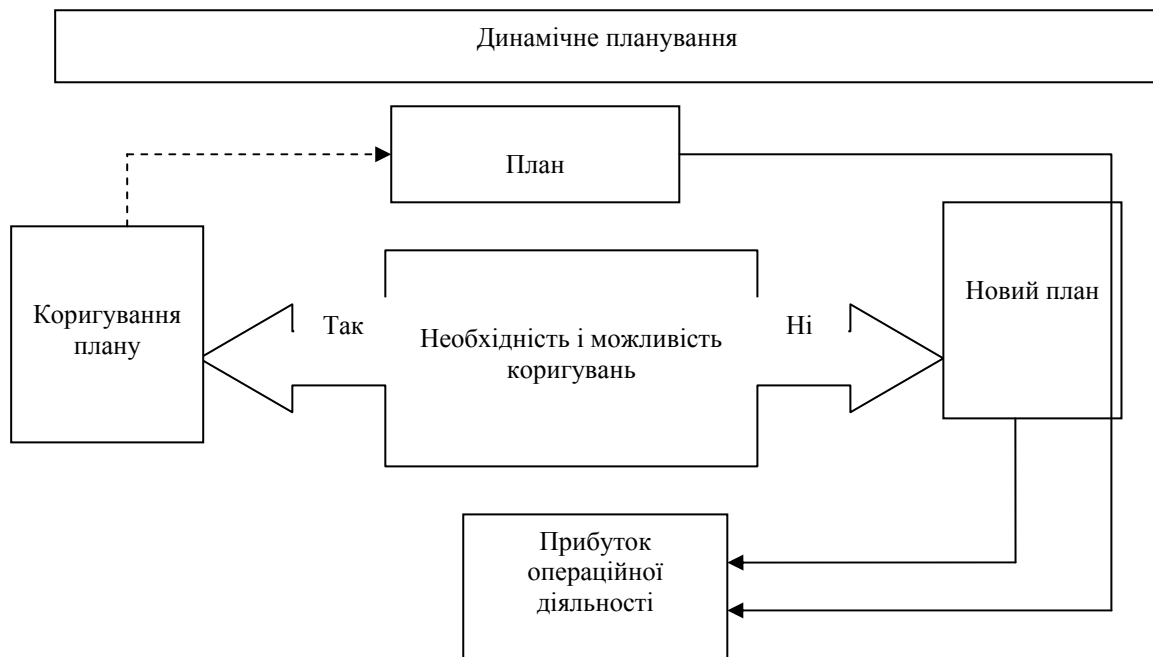 Динамічне планування
План
Коригування
плану
Так
Необхідність і можливість
коригувань
Ні
Новий план
Прибуток
операційної
діяльності